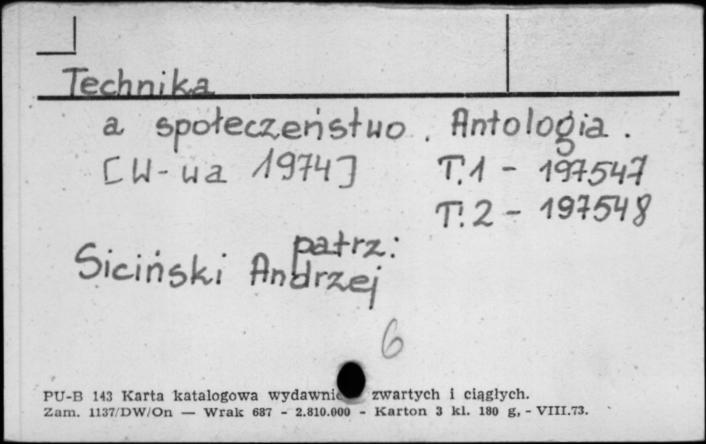 Technika
a społeczeństwo. Antologia.
[W-wa 1974] T.1 - 197547
T.2 - 197548
patrz:
Siciński Andrzej
6
PU-B 143 Karta katalogowa zwartych i ciągłych.
Zam. 1137/DW/On — Wrak 687 - 2.810.000 - Karton 3 kl. 180 g, - VIII.73.